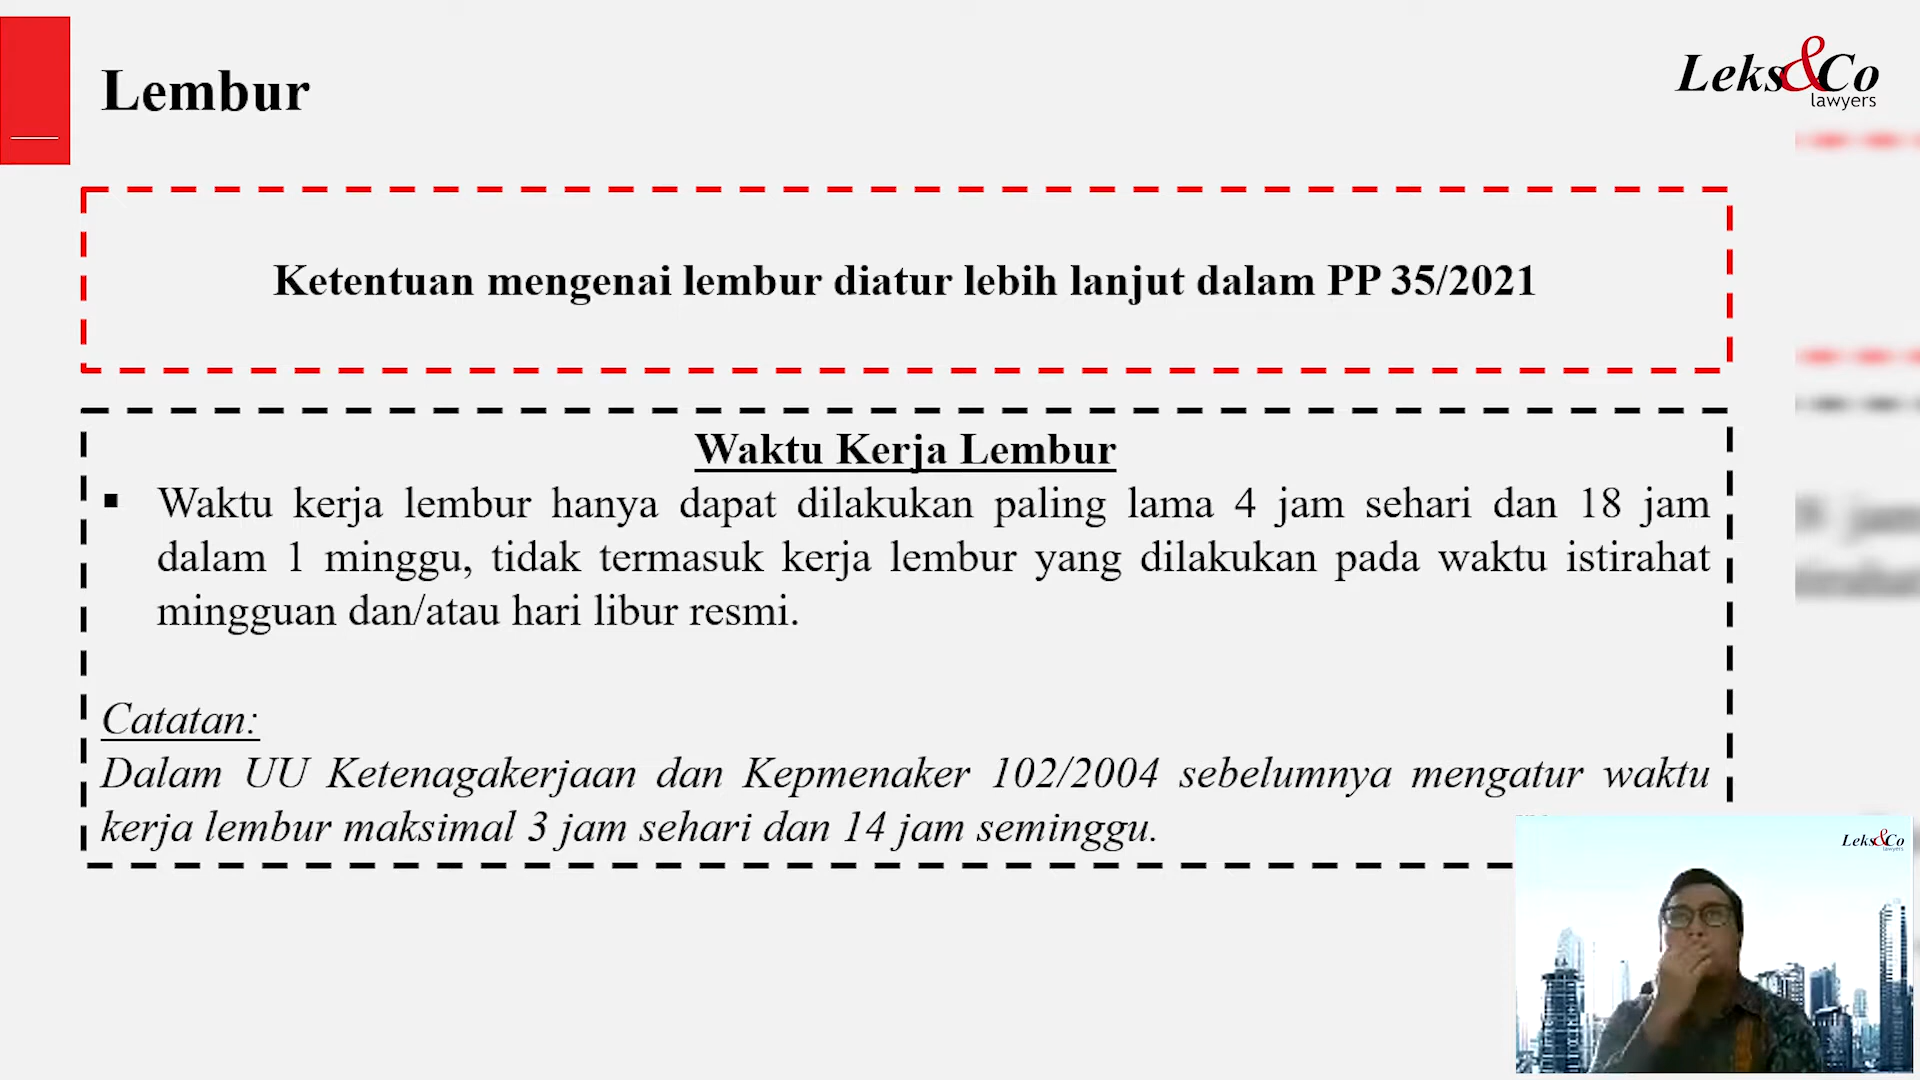 Lembur
Leks&Co
lawyers
Ketentuan mengenai lembur diatur lebih lanjut dalam PP 35/2021
Waktu Kerja Lembur
▪ Waktu kerja lembur hanya dapat dilakukan paling lama 4 jam sehari dan 18 jam
dalam 1 minggu, tidak termasuk kerja lembur yang dilakukan pada waktu istirahat
mingguan dan/atau hari libur resmi.
Catatan:
Dalam UU Ketenagakerjaan dan Kepmenaker 102/2004 sebelumnya mengatur waktu
kerja lembur maksimal 3 jam sehari dan 14 jam seminggu.
Leks&Co
lawyers